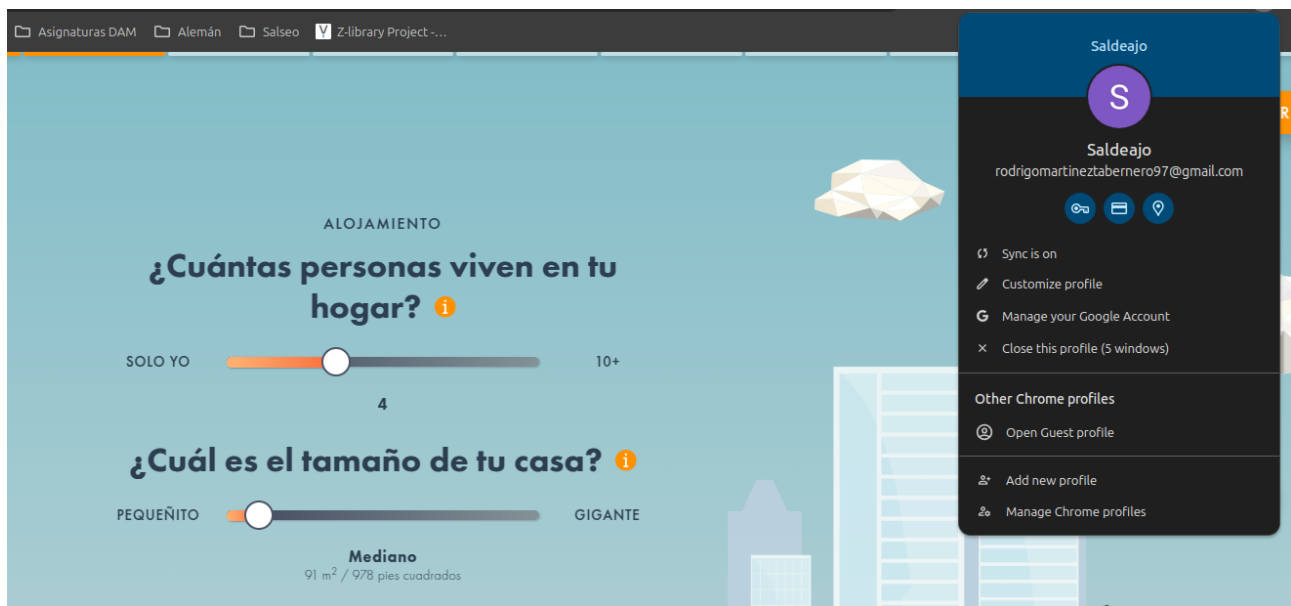 Asignaturas DAM
Alemán
Salseo
Z-library Project -...
ALOJAMIENTO
¿Cuántas personas viven en tu
hogar?
SOLO YO
10+
4
¿Cuál es el tamaño de tu casa?
PEQUEÑITO
GIGANTE
Mediano
91 m² / 978 pies cuadrados
Saldeajo
S
Saldeajo
rodrigomartineztabernero97@gmail.com
Sync is on
Customize profile
G Manage your Google Account
Close this profile (5 windows)
Other Chrome profiles
Open Guest profile
Add new profile
Manage Chrome profiles
R